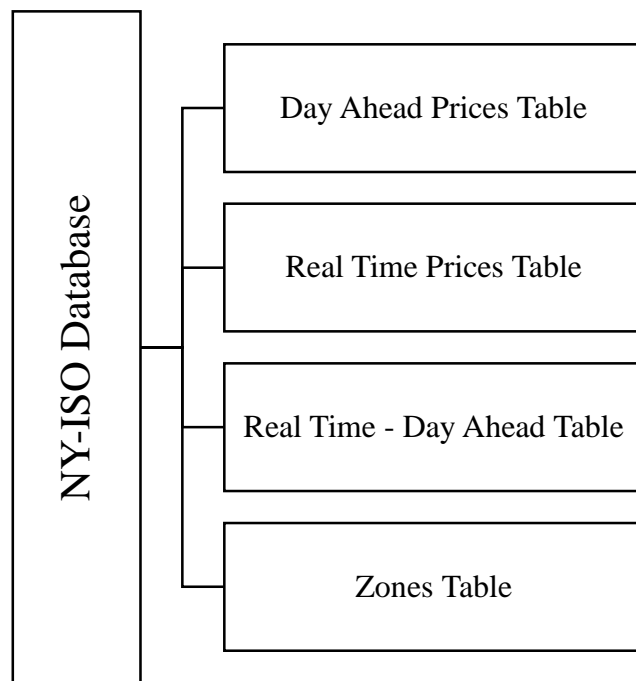 NY-ISO Database
Day Ahead Prices Table
Real Time Prices Table
Real Time - Day Ahead Table
Zones Table